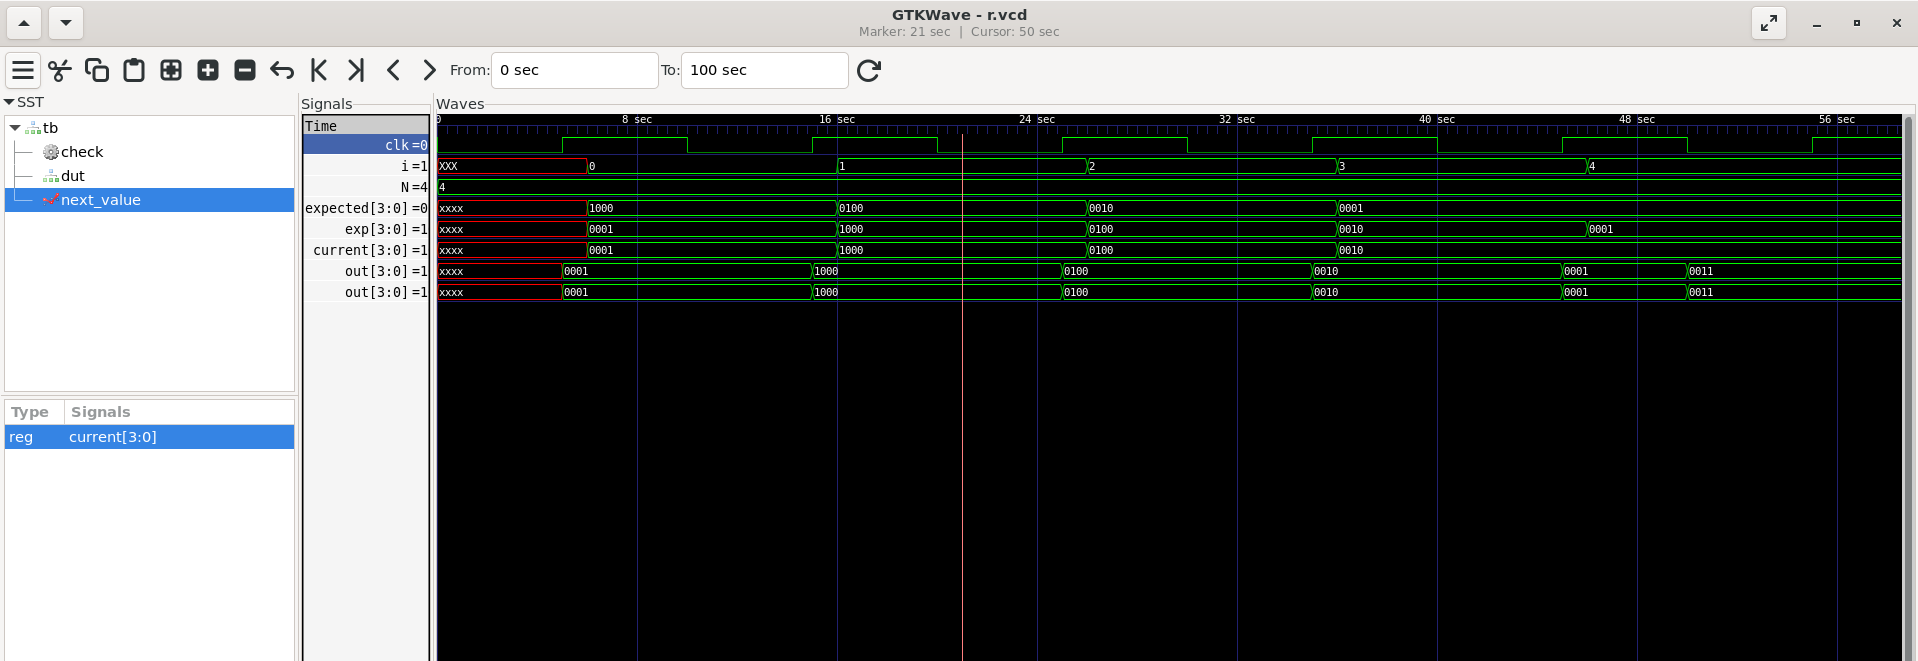 GTKWave - r.vcd
Marker: 21 sec | Cursor: 50 sec
From: 0 sec To: 100 sec
SST
tb
check
dut
next_value
Type Signals
reg current[3:0]
Signals
Time
clk =0
i =1
N =4
expected[3:0] =0
exp[3:0] =1
current[3:0] =1
out[3:0] =1
out[3:0] =1
Waves
0 8 sec 16 sec 24 sec 32 sec 40 sec 48 sec 56 sec
XXX 0 1 2 3 4
4
xxxx 1000 0100 0010 0001
xxxx 0001 1000 0100 0010 0001
xxxx 0001 1000 0100 0010
xxxx 0001 1000 0100 0010 0001 0011
xxxx 0001 1000 0100 0010 0001 0011